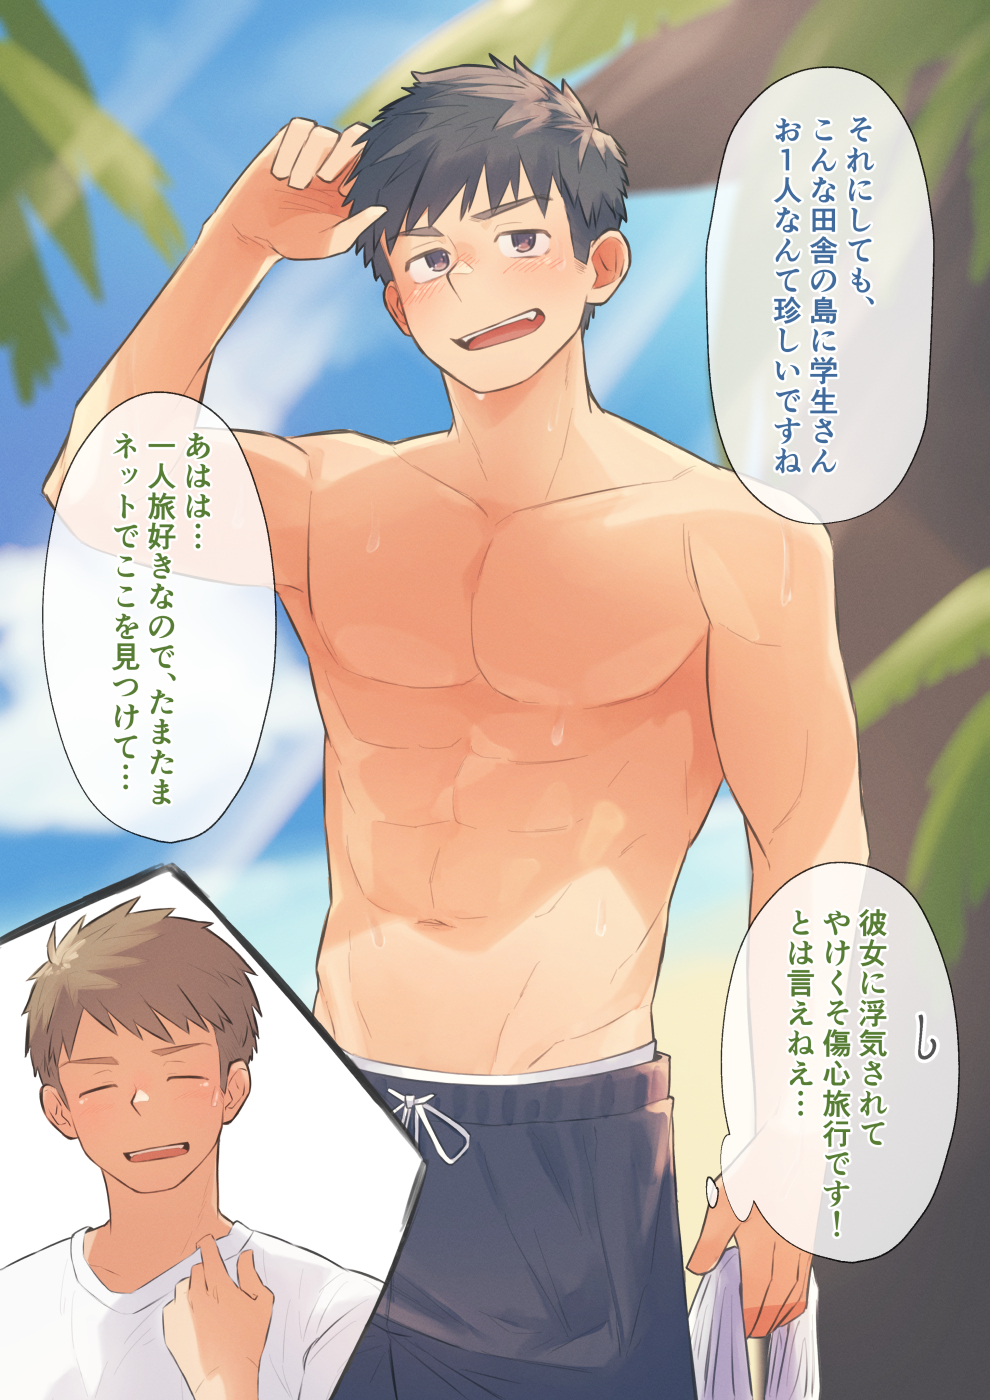 それにしても、
こんな田舎の島に学生さん
お１人なんて珍しいですね
あはは…
一人旅好きなので、たまたま
ネットでここを見つけて…
彼女に浮気されて
やけくそ傷心旅行です！
とは言えねえ…